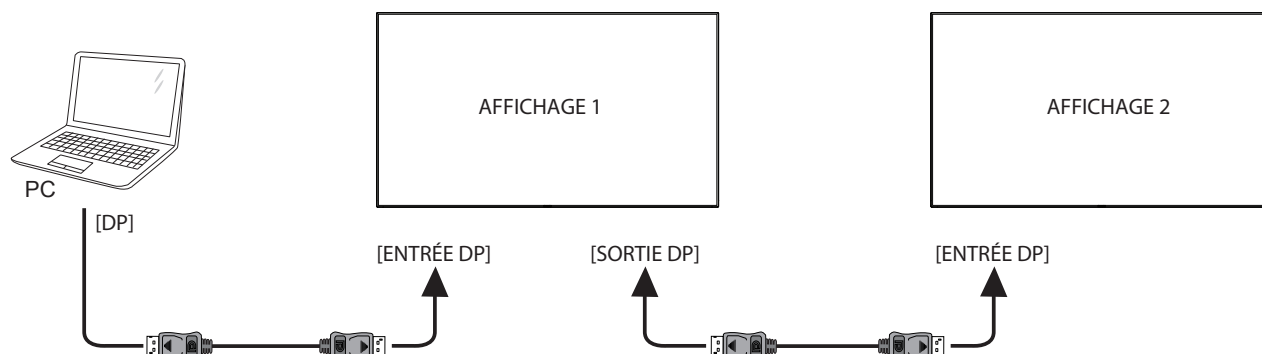 AFFICHAGE 1
AFFICHAGE 2
PC
[DP]
[ENTRÉE DP]
[SORTIE DP]
[ENTRÉE DP]